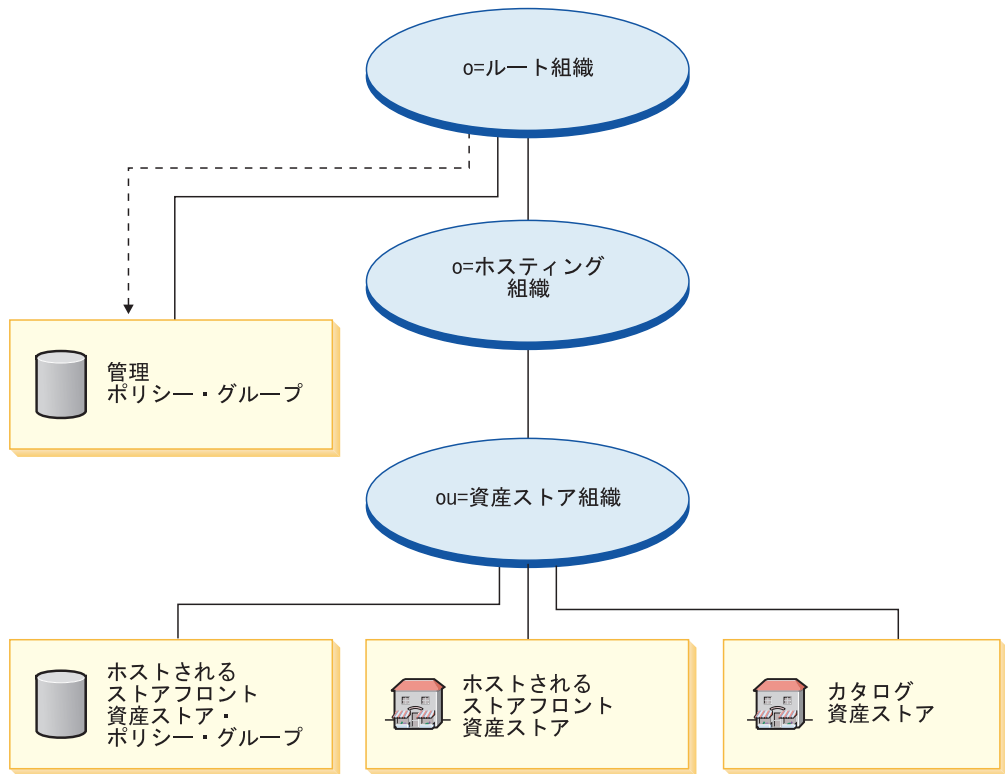 o=ルート組織
o=ホスティング
組織
管理
ポリシー・グループ
ou=資産ストア組織
ホストされる
ストアフロント
資産ストア・
ポリシー・グループ
ホストされる
ストアフロント
資産ストア
カタログ
資産ストア